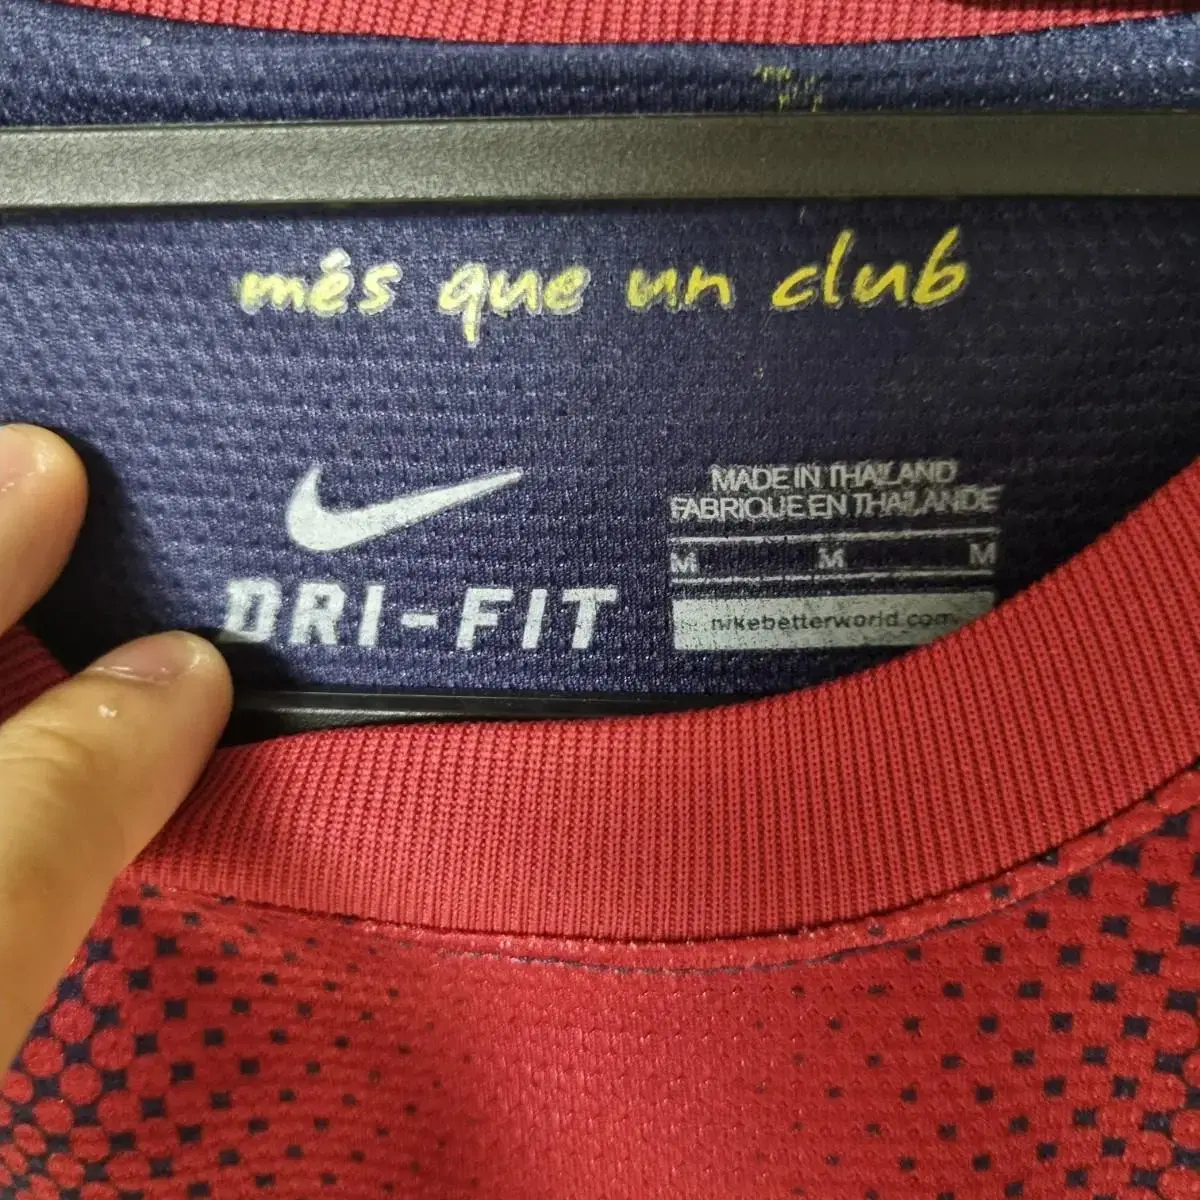 més que un club
MADE IN THAILAND
FABRIQUE EN THAILANDE
M M M
nikebetterworld.com
DRI-FIT